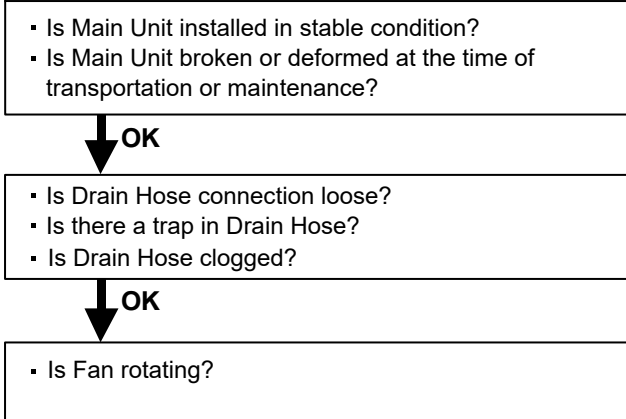 ▪ Is Main Unit installed in stable condition?
▪ Is Main Unit broken or deformed at the time of
transportation or maintenance?
OK
▪ Is Drain Hose connection loose?
▪ Is there a trap in Drain Hose?
▪ Is Drain Hose clogged?
OK
▪ Is Fan rotating?